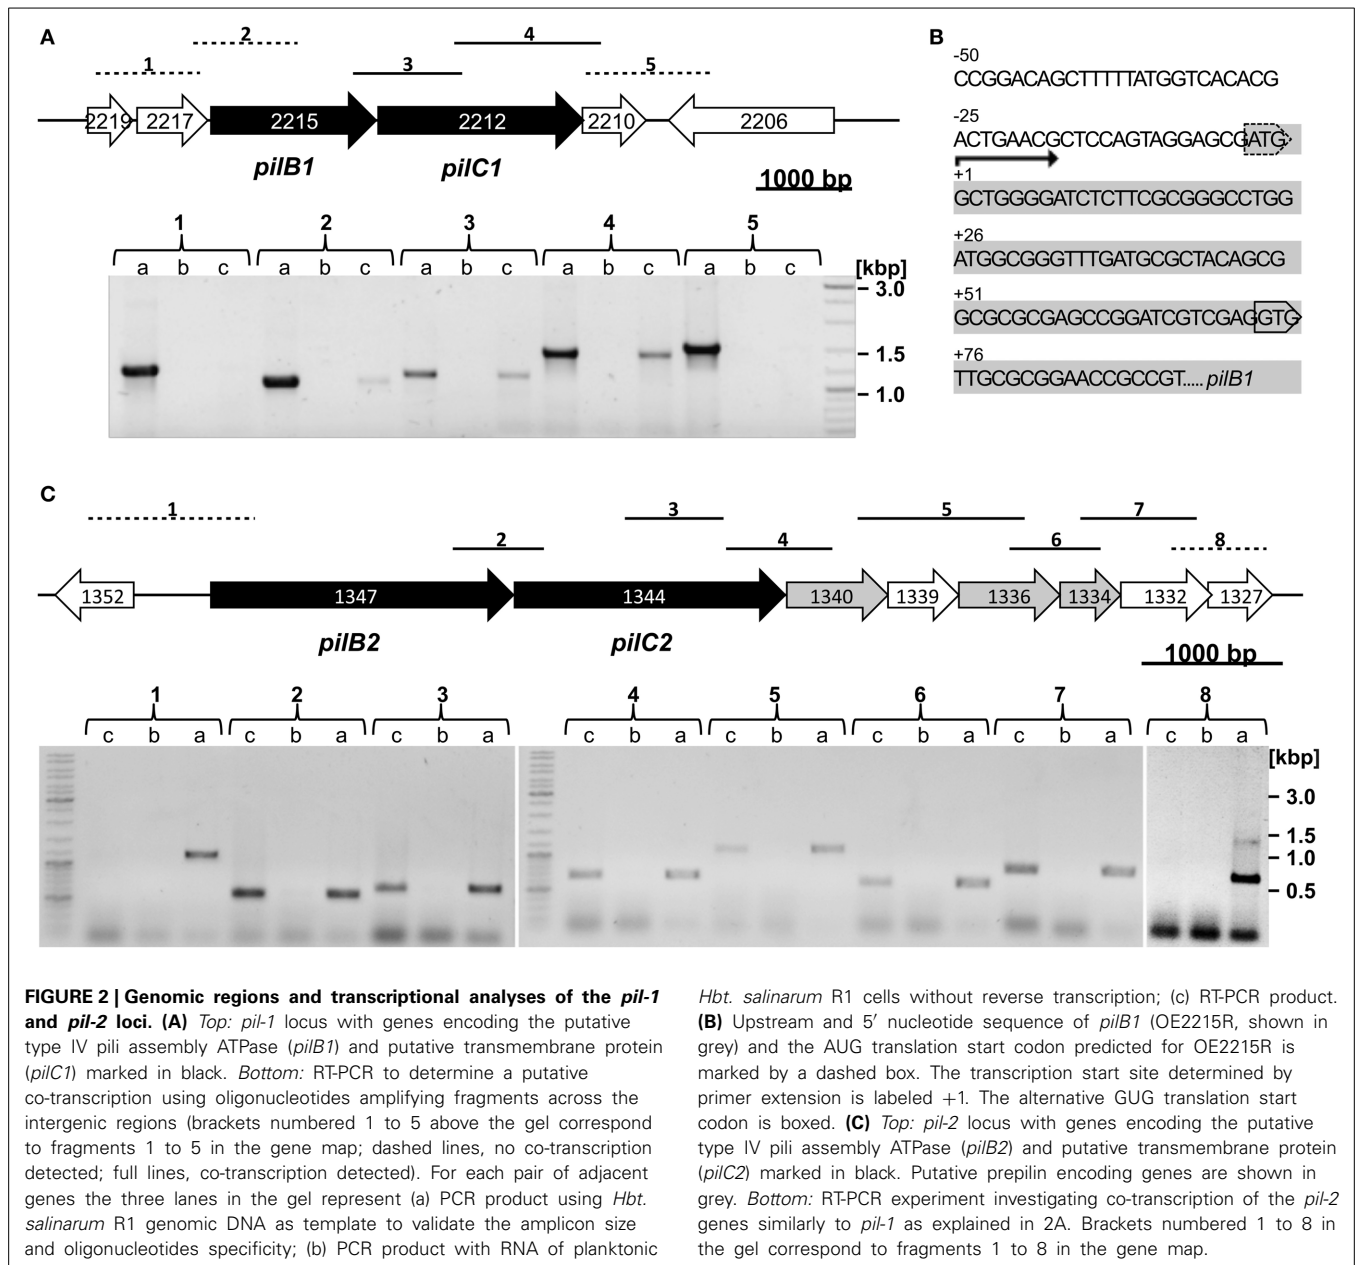 A
2
4
1
3
5
2219
2217
2215
2212
2210
2206
pilB1
pilC1
1000 bp
1 2 3 4 5
a b c a b c a b c a b c a b c
[kbp]
3.0
1.5
1.0
B
-50
CCGGACAGCTTTTTATGGTCACACG
-25
ACTGAACGCTCCAGTAGGAGCGATG
+1
GCTGGGGATCTCTTCGCGGGCCTGG
+26
ATGGCGGGTTTGATGCGCTACAGCG
+51
GCGCGCGAGCCGGATCGTCGAGGTG
+76
TTGCGCGGAACCGCCGT..... pilB1
C
1
3
5
7
2
4
6
8
1352
1347
1344
1340
1339
1336
1334
1332
1327
pilB2
pilC2
1000 bp
1 2 3 4 5 6 7 8
c b a c b a c b a c b a c b a c b a c b a c b a
[kbp]
3.0
1.5
1.0
0.5
FIGURE 2 | Genomic regions and transcriptional analyses of the pil-1
and pil-2 loci. (A) Top: pil-1 locus with genes encoding the putative
type IV pili assembly ATPase (pilB1) and putative transmembrane protein
(pilC1) marked in black. Bottom: RT-PCR to determine a putative
co-transcription using oligonucleotides amplifying fragments across the
intergenic regions (brackets numbered 1 to 5 above the gel correspond
to fragments 1 to 5 in the gene map; dashed lines, no co-transcription
detected; full lines, co-transcription detected). For each pair of adjacent
genes the three lanes in the gel represent (a) PCR product using Hbt.
salinarum R1 genomic DNA as template to validate the amplicon size
and oligonucleotides specificity; (b) PCR product with RNA of planktonic
Hbt. salinarum R1 cells without reverse transcription; (c) RT-PCR product.
(B) Upstream and 5′ nucleotide sequence of pilB1 (OE2215R, shown in
grey) and the AUG translation start codon predicted for OE2215R is
marked by a dashed box. The transcription start site determined by
primer extension is labeled +1. The alternative GUG translation start
codon is boxed. (C) Top: pil-2 locus with genes encoding the putative
type IV pili assembly ATPase (pilB2) and putative transmembrane protein
(pilC2) marked in black. Putative prepilin encoding genes are shown in
grey. Bottom: RT-PCR experiment investigating co-transcription of the pil-2
genes similarly to pil-1 as explained in 2A. Brackets numbered 1 to 8 in
the gel correspond to fragments 1 to 8 in the gene map.